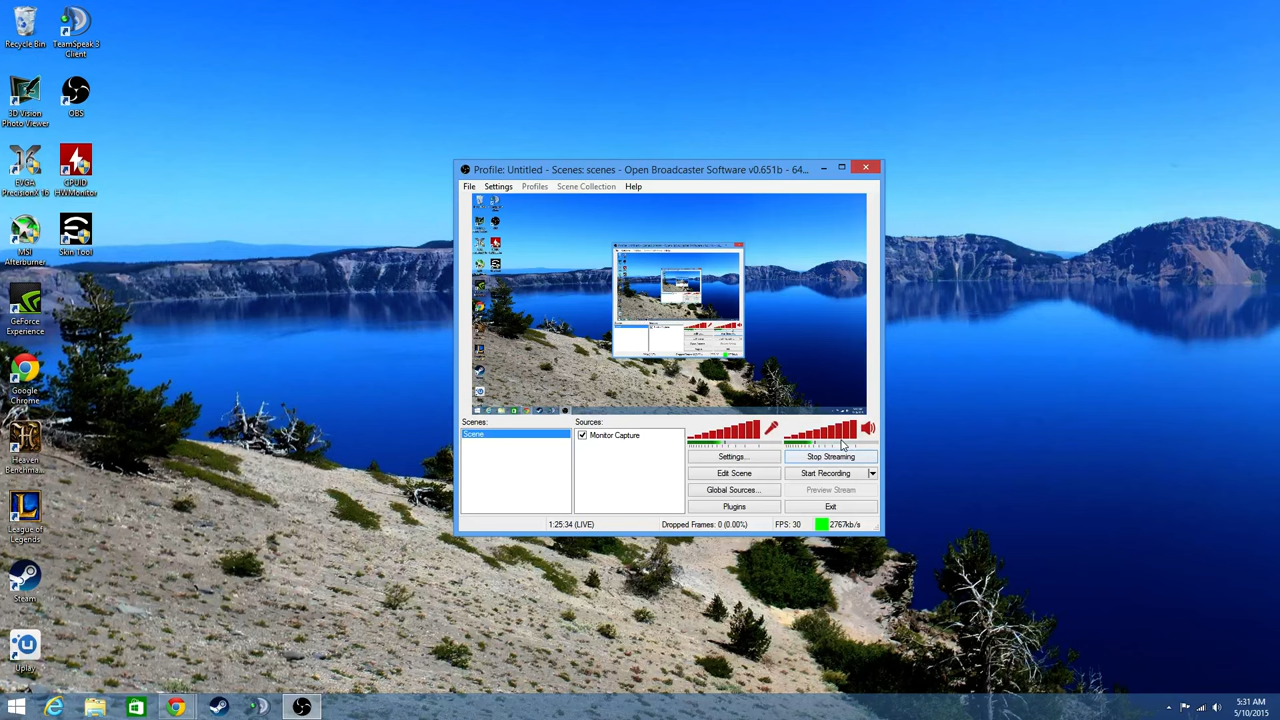 Recycle Bin
TeamSpeak 3
Client
3D Vision
Photo Viewer
OBS
EVGA
PrecisionX 16
CPUID
HWMonitor
MSI
Afterburner
Skin Tool
GeForce
Experience
Google
Chrome
Heaven
Benchma...
League of
Legends
Steam
Uplay
Profile: Untitled - Scenes: scenes - Open Broadcaster Software v0.651b - 64...
File Settings Profiles Scene Collection Help
Scenes:
Scene
Sources:
Monitor Capture
Settings...
Stop Streaming
Edit Scene
Start Recording
Global Sources...
Preview Stream
Plugins
Exit
1:25:34 (LIVE)
Dropped Frames: 0 (0.00%)
FPS: 30
2767kb/s
5:31 AM
5/10/2015